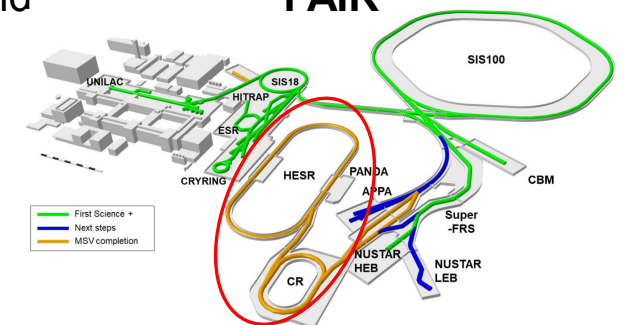 FAIR
SIS100
UNILAC
SIS18
HITRAP
ESR
CRYRING
HESR
PANDA
APPA
CBM
Super
-FRS
First Science +
Next steps
MSV completion
NUSTAR
HEB
NUSTAR
LEB
CR